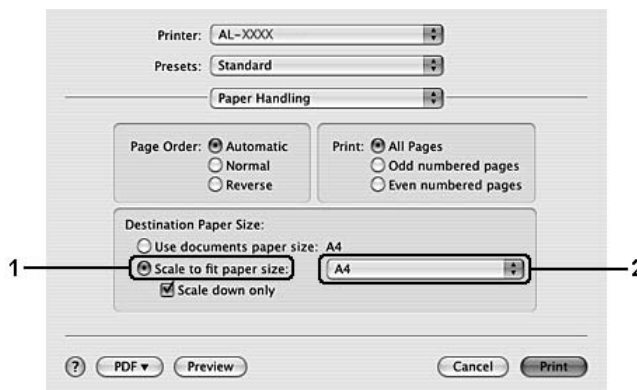 Printer: AL-XXXX
Presets: Standard
Paper Handling
Page Order: Automatic Print: All Pages
Normal Odd numbered pages
Reverse Even numbered pages
Destination Paper Size:
Use documents paper size: A4
1 Scale to fit paper size: A4 2
Scale down only
? PDF Preview Cancel Print